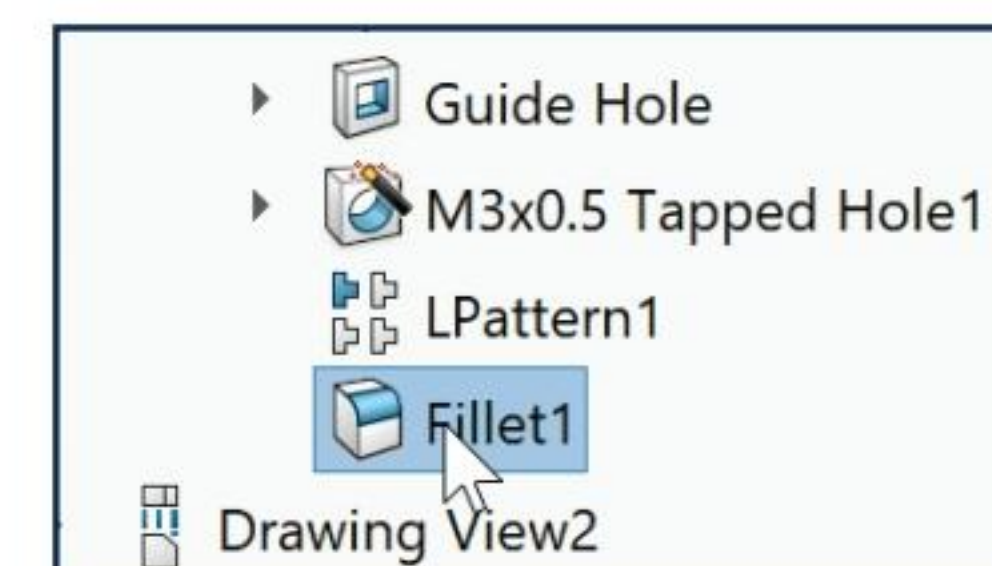 Guide Hole
M3x0.5 Tapped Hole1
LPattern1
Fillet1
Drawing View2